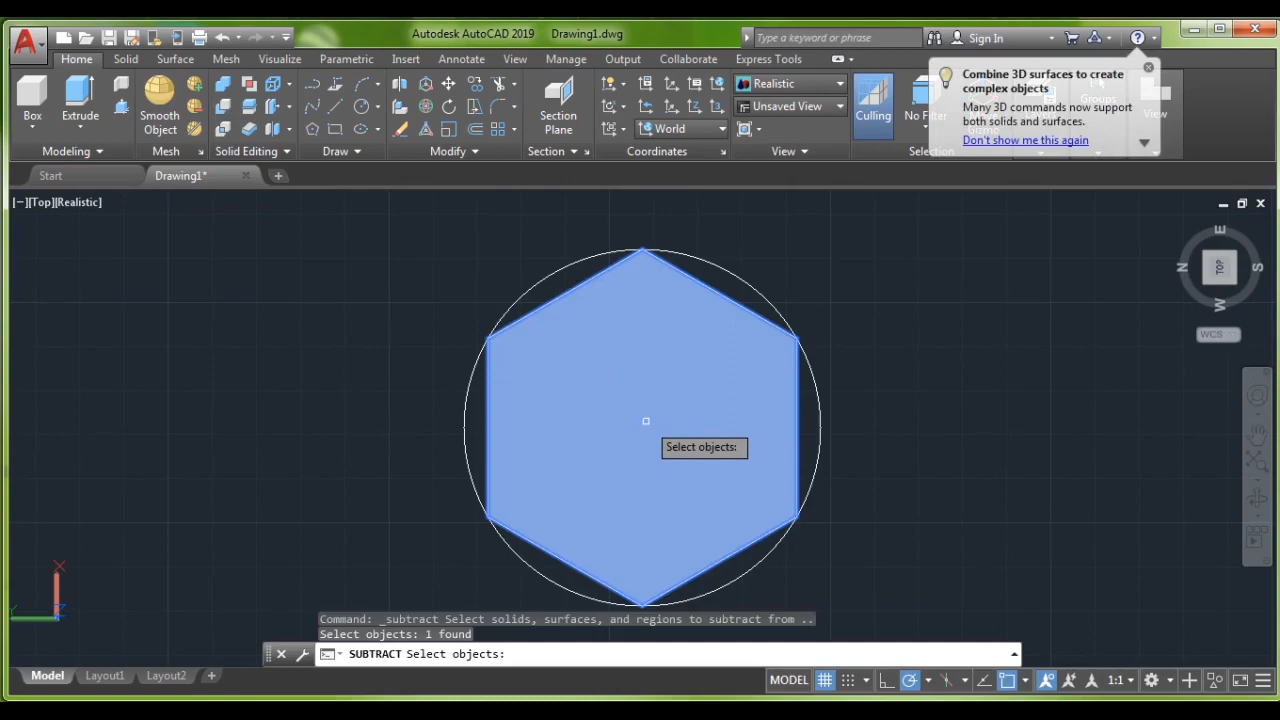 Autodesk AutoCAD 2019 Drawing1.dwg
Type a keyword or phrase
Sign In
Home Solid Surface Mesh Visualize Parametric Insert Annotate View Manage Output Collaborate Express Tools
Box
Extrude
Smooth
Object
Section
Plane
Realistic
Unsaved View
World
Culling
No Filter
Gizmo
Groups
View
Modeling Mesh Solid Editing Draw Modify Section Coordinates View Selection
Combine 3D surfaces to create
complex objects
Many 3D commands now support
both solids and surfaces.
Don't show me this again
Start Drawing1*
[−][Top][Realistic]
E
N TOP S
W
WCS
Select objects:
X
Y Z
Command: _subtract Select solids, surfaces, and regions to subtract from ..
Select objects: 1 found
SUBTRACT Select objects:
Model Layout1 Layout2
MODEL 1:1